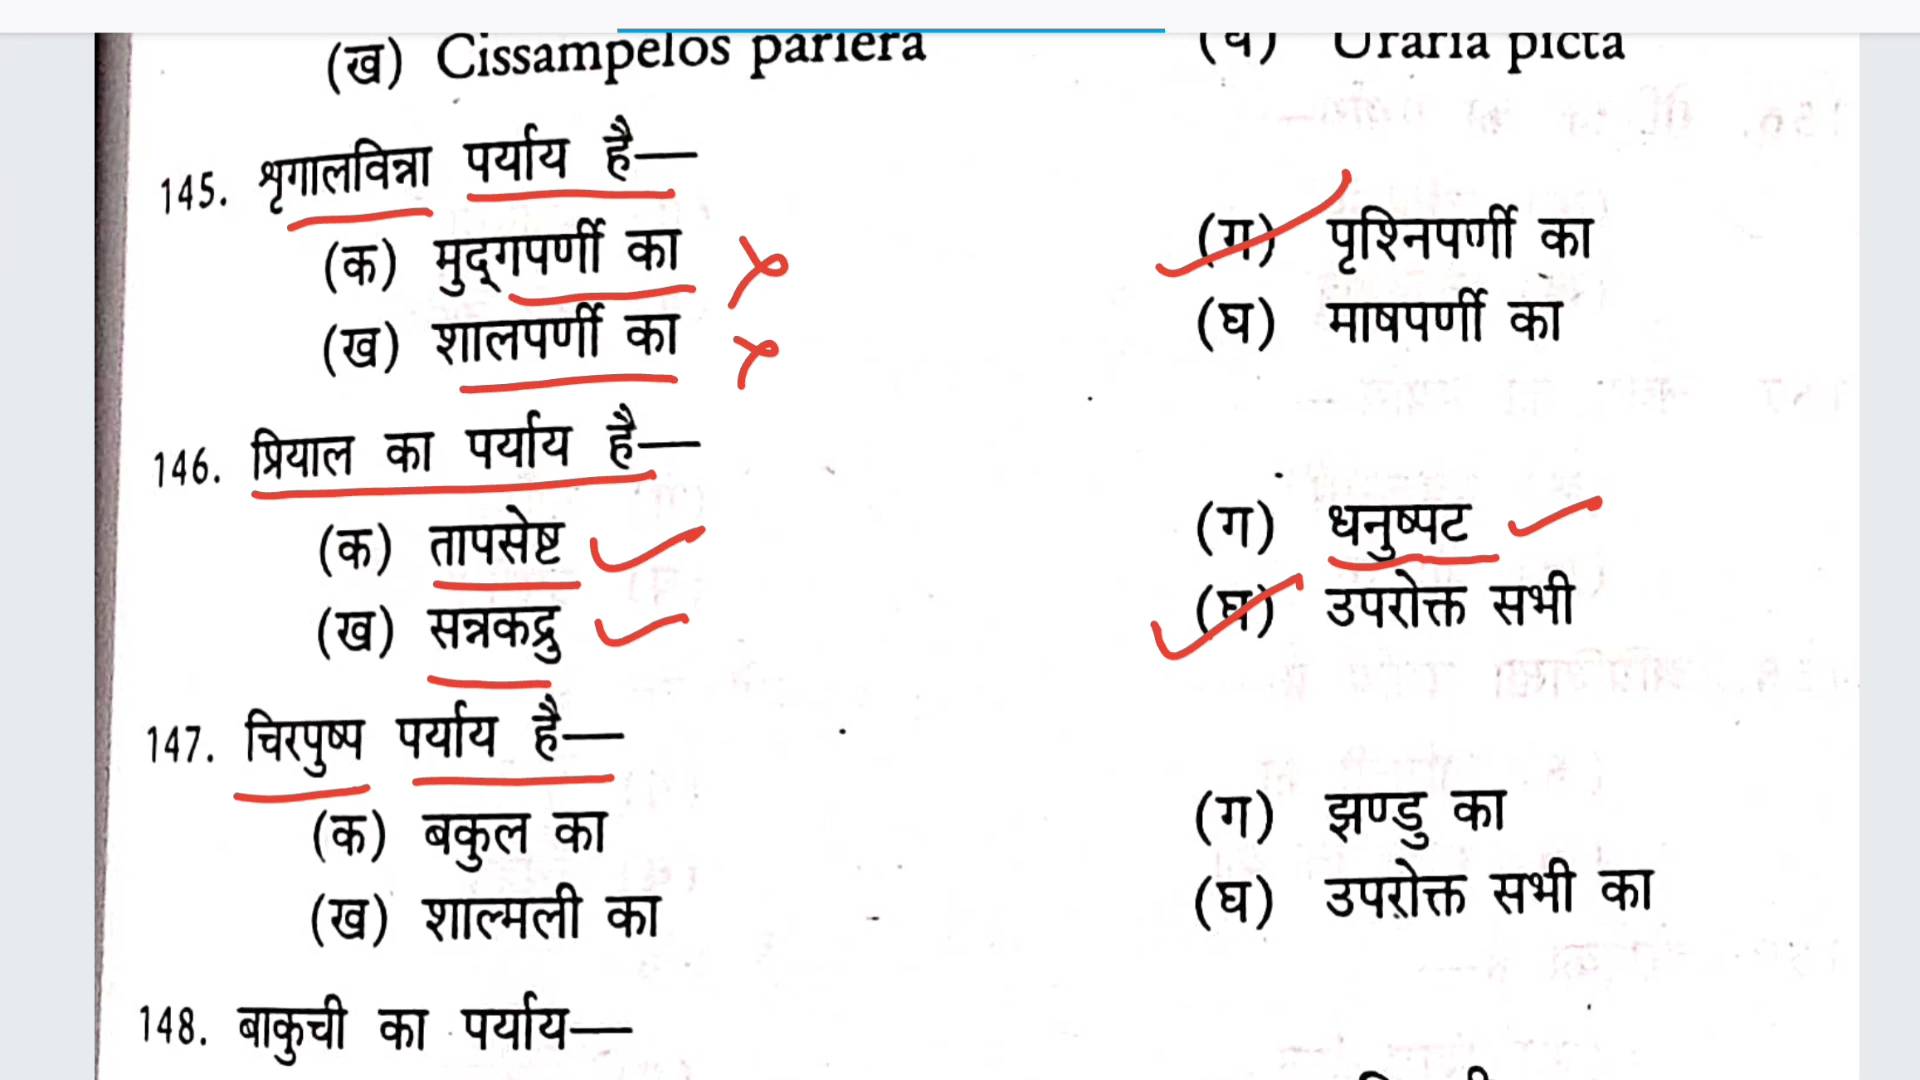 (ख) Cissampelos pariera
(घ) Uraria picta
145. शृगालविन्ना पर्याय है—
(क) मुद्गपर्णी का
(ग) पृश्निपर्णी का
(ख) शालपर्णी का
(घ) माषपर्णी का
146. प्रियाल का पर्याय है—
(क) तापसेष्ट
(ग) धनुष्पट
(ख) सन्नकद्रु
(घ) उपरोक्त सभी
147. चिरपुष्प पर्याय है—
(क) बकुल का
(ग) झण्डु का
(ख) शाल्मली का
(घ) उपरोक्त सभी का
148. बाकुची का पर्याय—